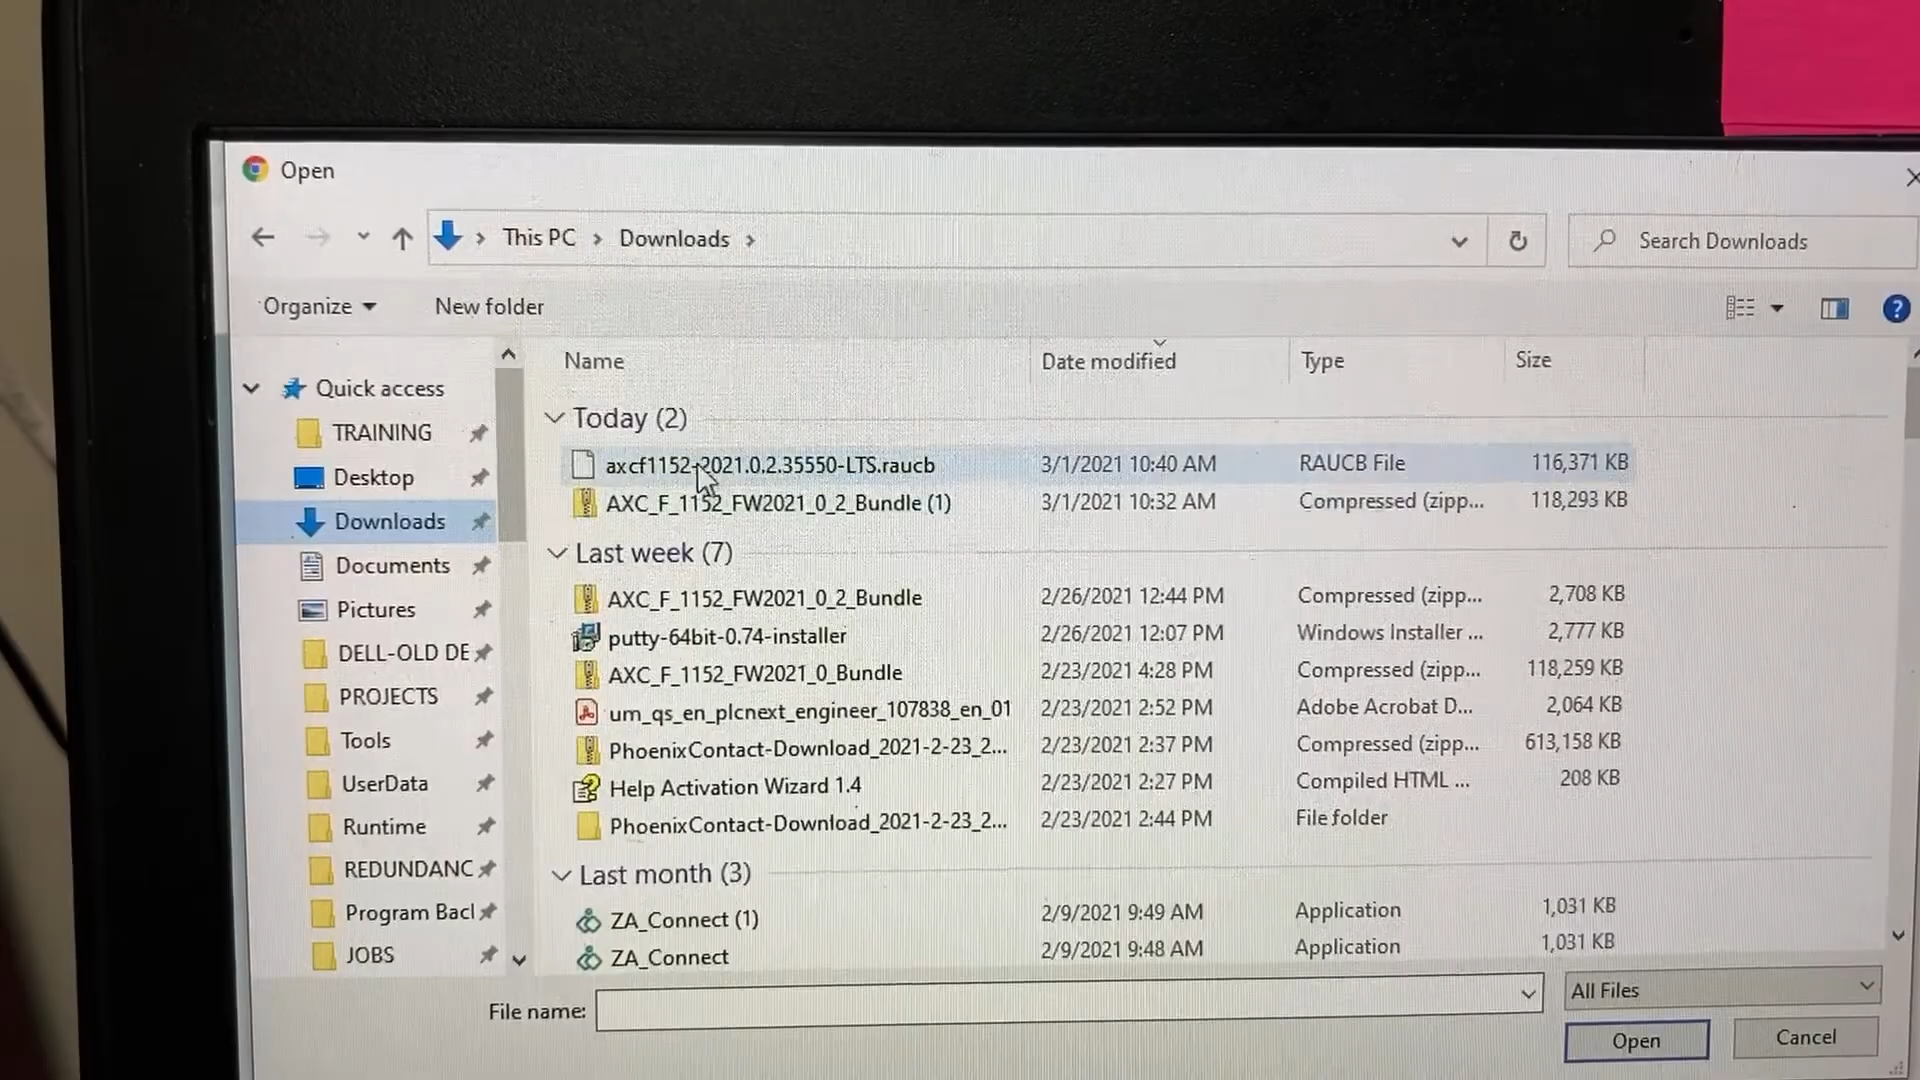 Open
This PC > Downloads >
Search Downloads
Organize
New folder
?
Name
Date modified
Type
Size
Quick access
TRAINING
Desktop
Downloads
Documents
Pictures
DELL-OLD DE
PROJECTS
Tools
UserData
Runtime
REDUNDANC
Program Bacl
JOBS
Today (2)
axcf1152-2021.0.2.35550-LTS.raucb 3/1/2021 10:40 AM RAUCB File 116,371 KB
AXC_F_1152_FW2021_0_2_Bundle (1) 3/1/2021 10:32 AM Compressed (zipp... 118,293 KB
Last week (7)
AXC_F_1152_FW2021_0_2_Bundle 2/26/2021 12:44 PM Compressed (zipp... 2,708 KB
putty-64bit-0.74-installer 2/26/2021 12:07 PM Windows Installer ... 2,777 KB
AXC_F_1152_FW2021_0_Bundle 2/23/2021 4:28 PM Compressed (zipp... 118,259 KB
um_qs_en_plcnext_engineer_107838_en_01 2/23/2021 2:52 PM Adobe Acrobat D... 2,064 KB
PhoenixContact-Download_2021-2-23_2... 2/23/2021 2:37 PM Compressed (zipp... 613,158 KB
Help Activation Wizard 1.4 2/23/2021 2:27 PM Compiled HTML ... 208 KB
PhoenixContact-Download_2021-2-23_2... 2/23/2021 2:44 PM File folder
Last month (3)
ZA_Connect (1) 2/9/2021 9:49 AM Application 1,031 KB
ZA_Connect 2/9/2021 9:48 AM Application 1,031 KB
File name:
All Files
Open
Cancel